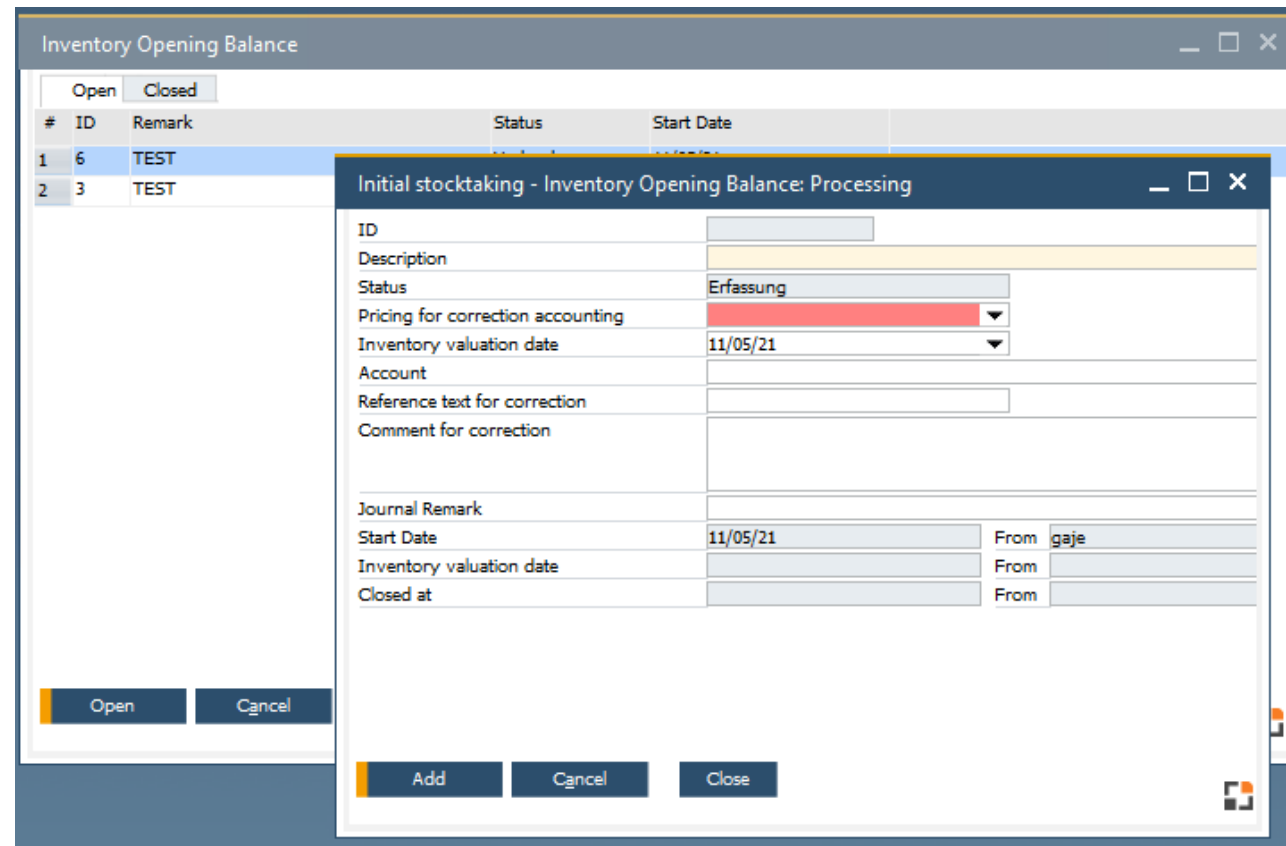 Inventory Opening Balance
Open Closed
# ID Remark Status Start Date
1 6 TEST
2 3 TEST
Initial stocktaking - Inventory Opening Balance: Processing
ID
Description
Status Erfassung
Pricing for correction accounting
Inventory valuation date 11/05/21
Account
Reference text for correction
Comment for correction
Journal Remark
Start Date 11/05/21 From gaje
Inventory valuation date From
Closed at From
Open Cancel
Add Cancel Close